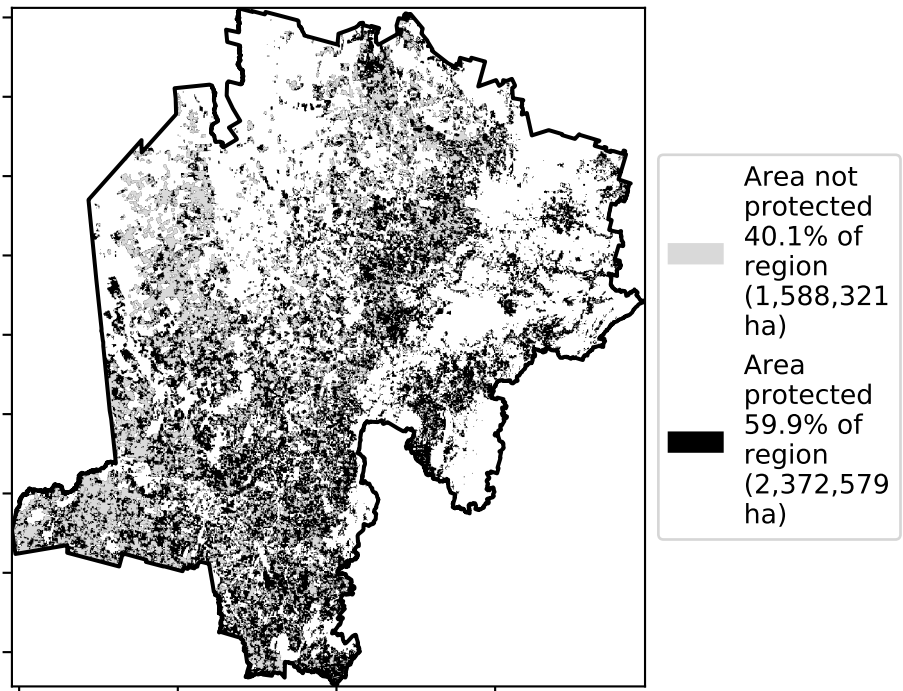 Area not
protected
40.1% of
region
(1,588,321
ha)
Area
protected
59.9% of
region
(2,372,579
ha)